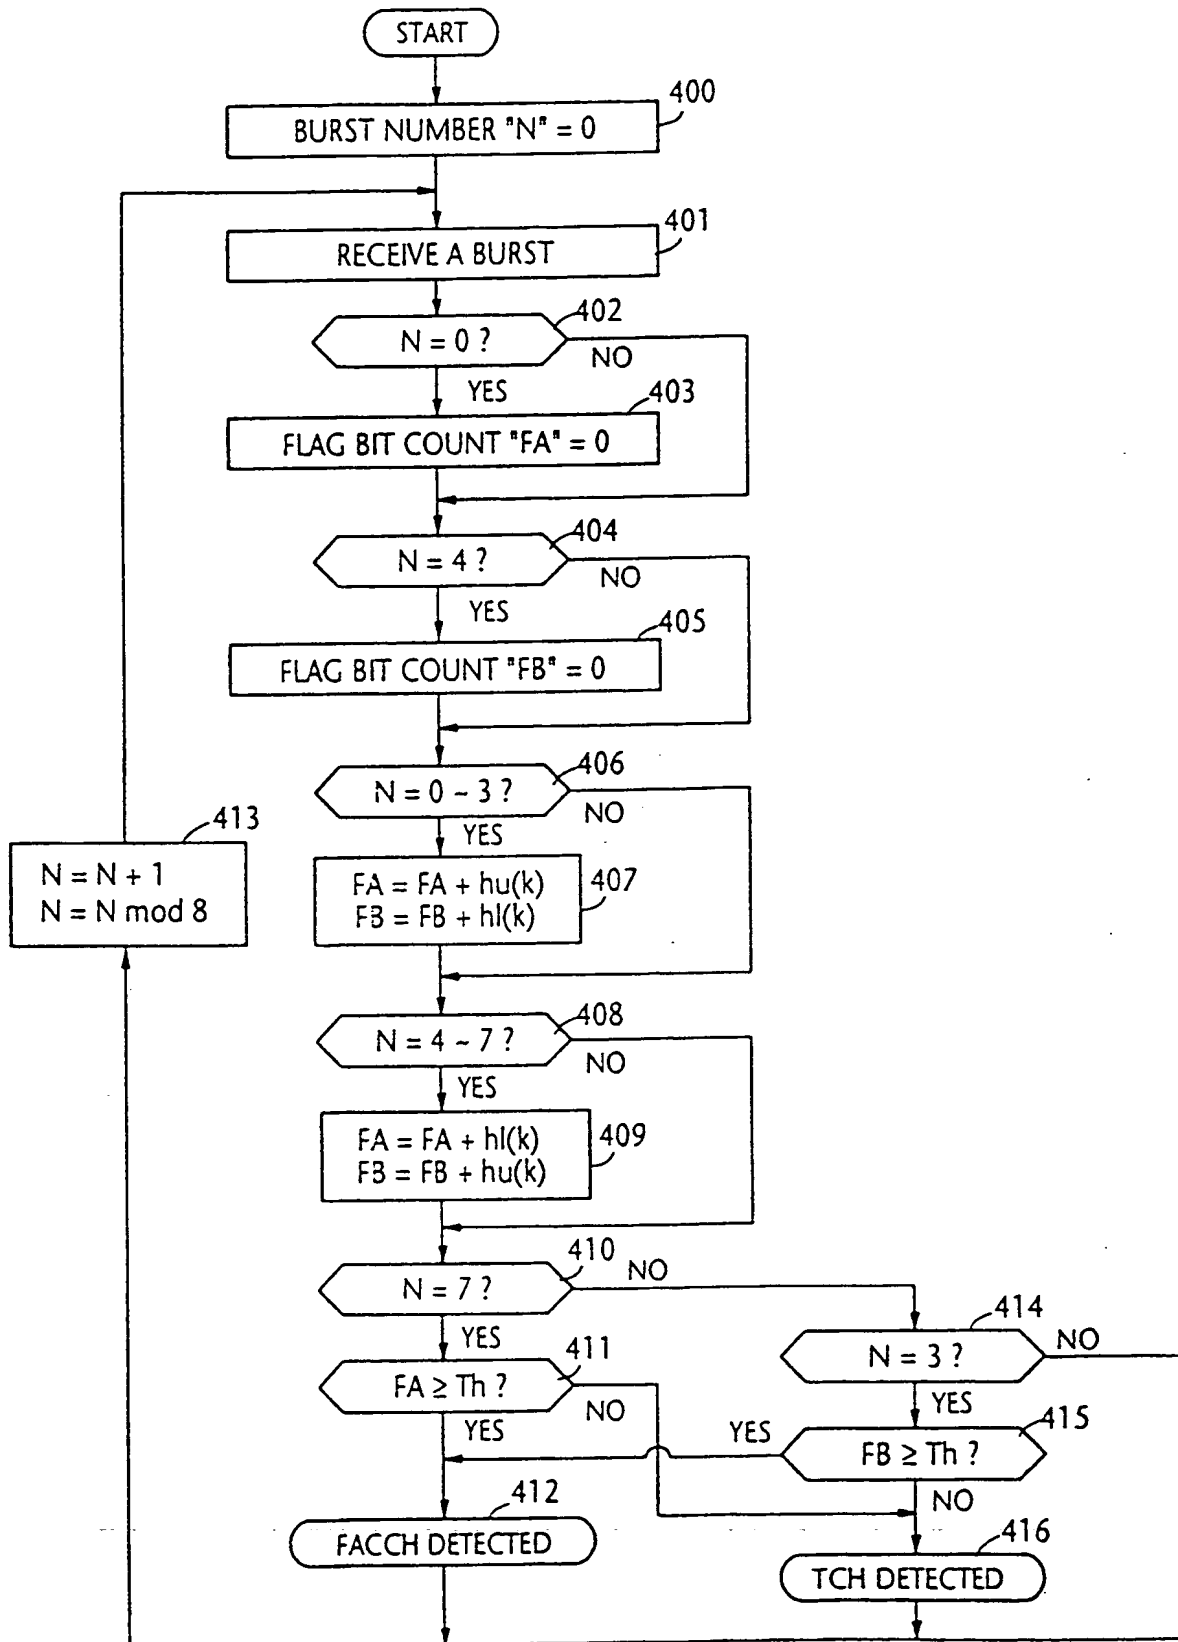 START
400
BURST NUMBER "N" = 0
401
RECEIVE A BURST
402
N = 0 ?
NO
YES
403
FLAG BIT COUNT "FA" = 0
404
N = 4 ?
NO
YES
405
FLAG BIT COUNT "FB" = 0
406
N = 0 ~ 3 ?
NO
YES
413
N = N + 1
N = N mod 8
FA = FA + hu(k)
FB = FB + hl(k)
407
408
N = 4 ~ 7 ?
NO
YES
FA = FA + hl(k)
FB = FB + hu(k)
409
410
N = 7 ?
NO
YES
414
N = 3 ?
NO
YES
411
FA ≥ Th ?
NO
YES
415
FB ≥ Th ?
YES
NO
412
FACCH DETECTED
416
TCH DETECTED